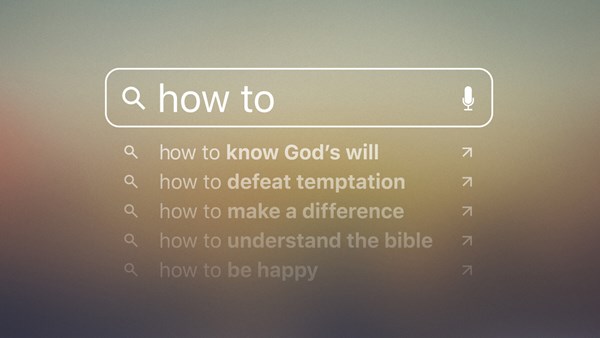 how to
how to know God's will
how to defeat temptation
how to make a difference
how to understand the bible
how to be happy